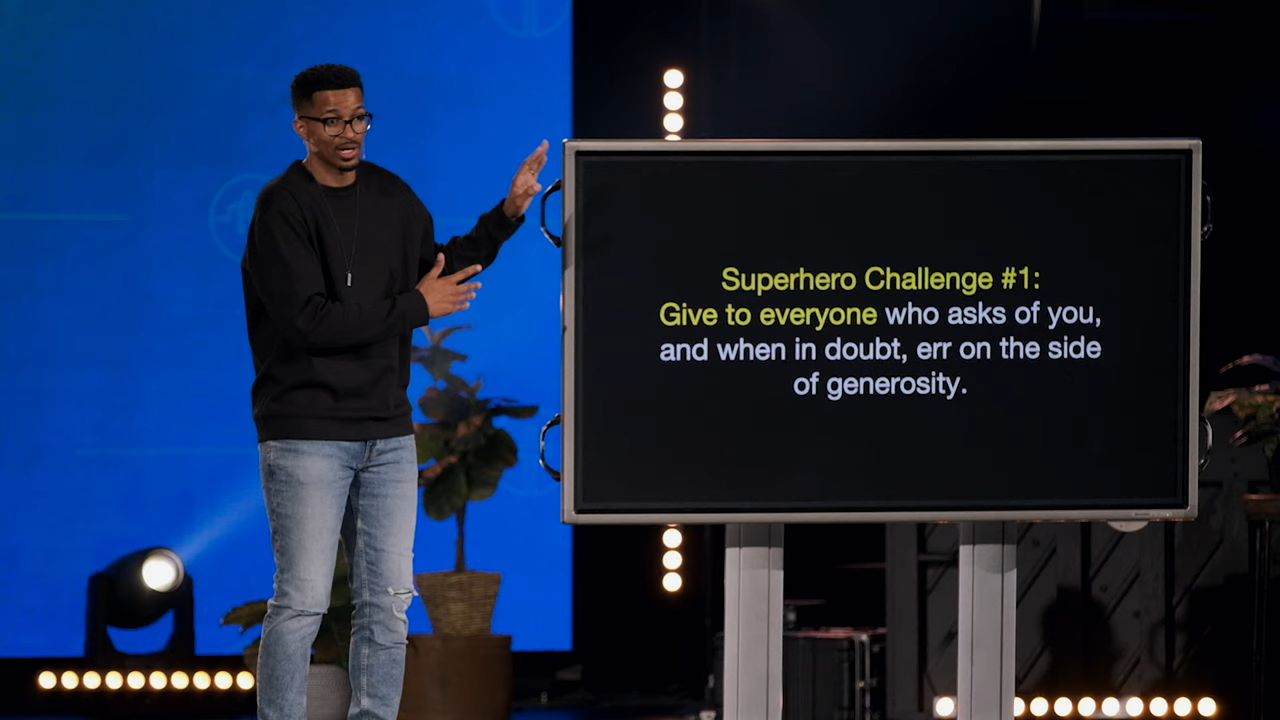 Superhero Challenge #1:
Give to everyone who asks of you,
and when in doubt, err on the side
of generosity.